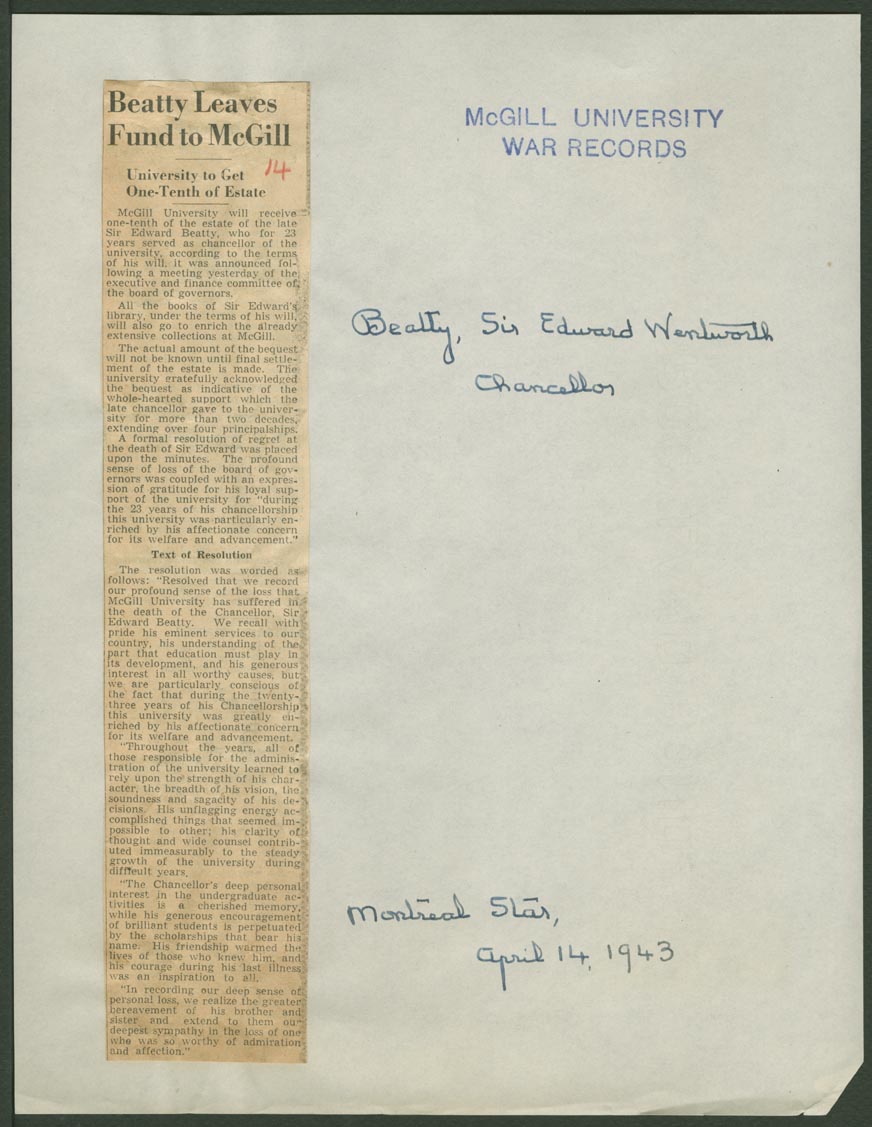 Beatty Leaves
Fund to McGill
14
University to Get
One-Tenth of Estate
McGill University will receive
one-tenth of the estate of the late
Sir Edward Beatty, who for 23
years served as chancellor of the
university, according to the terms
of his will, it was announced fol-
lowing a meeting yesterday of the
executive and finance committee of
the board of governors.
All the books of Sir Edward's
library, under the terms of his will,
will also go to enrich the already
extensive collections at McGill.
The actual amount of the bequest
will not be known until final settle-
ment of the estate is made. The
university gratefully acknowledged
the bequest as indicative of the
whole-hearted support which the
late chancellor gave to the univer-
sity for more than two decades,
extending over four principalships.
A formal resolution of regret at
the death of Sir Edward was placed
upon the minutes. The profound
sense of loss of the board of gov-
ernors was coupled with an expres-
sion of gratitude for his loyal sup-
port of the university for "during
the 23 years of his chancellorship
this university was particularly en-
riched by his affectionate concern
for its welfare and advancement."
Text of Resolution
The resolution was worded as
follows: "Resolved that we record
our profound sense of the loss that
McGill University has suffered in
the death of the Chancellor, Sir
Edward Beatty. We recall with
pride his eminent services to our
country, his understanding of the
part that education must play in
its development, and his generous
interest in all worthy causes, but
we are particularly conscious of
the fact that during the twenty-
three years of his Chancellorship
this university was greatly en-
riched by his affectionate concern
for its welfare and advancement.
"Throughout the years, all of
those responsible for the adminis-
tration of the university learned to
rely upon the strength of his char-
acter, the breadth of his vision, the
soundness and sagacity of his de-
cisions. His unflagging energy ac-
complished things that seemed im-
possible to other; his clarity of
thought and wide counsel contrib-
uted immeasurably to the steady
growth of the university during
difficult years.
"The Chancellor's deep personal
interest in the undergraduate ac-
tivities is a cherished memory,
while his generous encouragement
of brilliant students is perpetuated
by the scholarships that bear his
name. His friendship warmed the
lives of those who knew him, and
his courage during his last illness
was an inspiration to all.
"In recording our deep sense of
personal loss, we realize the greater
bereavement of his brother and
sister and extend to them our
deepest sympathy in the loss of one
who was so worthy of admiration
and affection."
McGILL UNIVERSITY
WAR RECORDS
Beatty, Sir Edward Wentworth
Chancellor
Montreal Star,
April 14, 1943